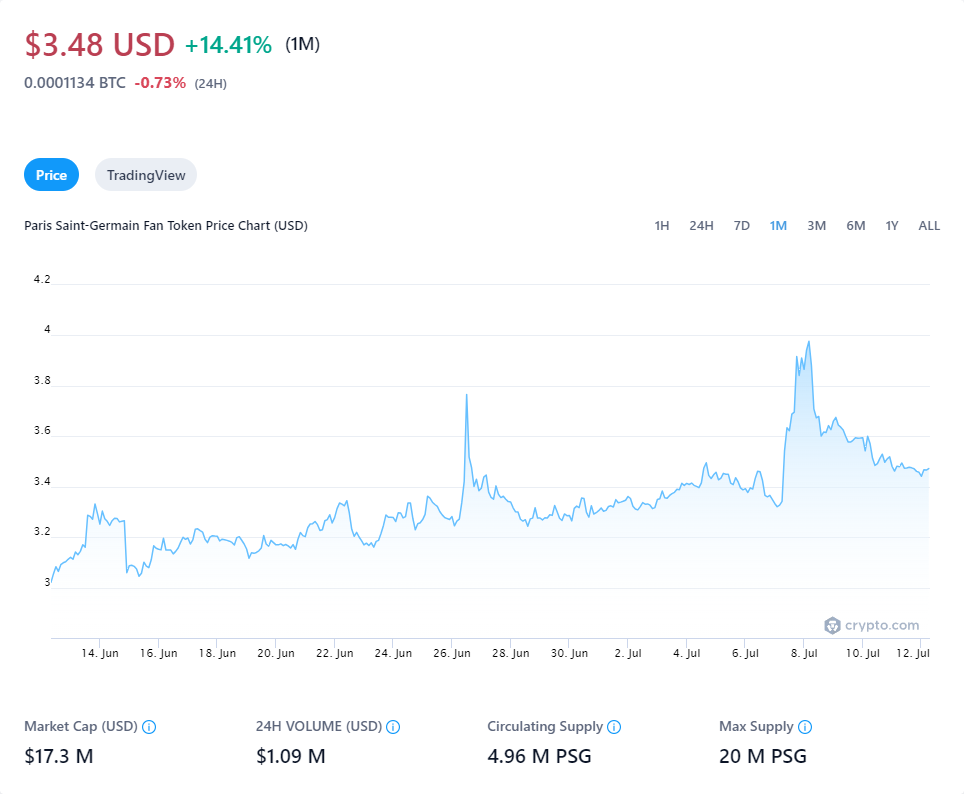 $3.48 USD +14.41% (1M)
0.0001134 BTC -0.73% (24H)
Price TradingView
Paris Saint-Germain Fan Token Price Chart (USD) 1H 24H 7D 1M 3M 6M 1Y ALL
4.2
4
3.8
3.6
3.4
3.2
3
crypto.com
14. Jun 16. Jun 18. Jun 20. Jun 22. Jun 24. Jun 26. Jun 28. Jun 30. Jun 2. Jul 4. Jul 6. Jul 8. Jul 10. Jul 12. Jul
Market Cap (USD) 24H VOLUME (USD) Circulating Supply Max Supply
$17.3 M $1.09 M 4.96 M PSG 20 M PSG